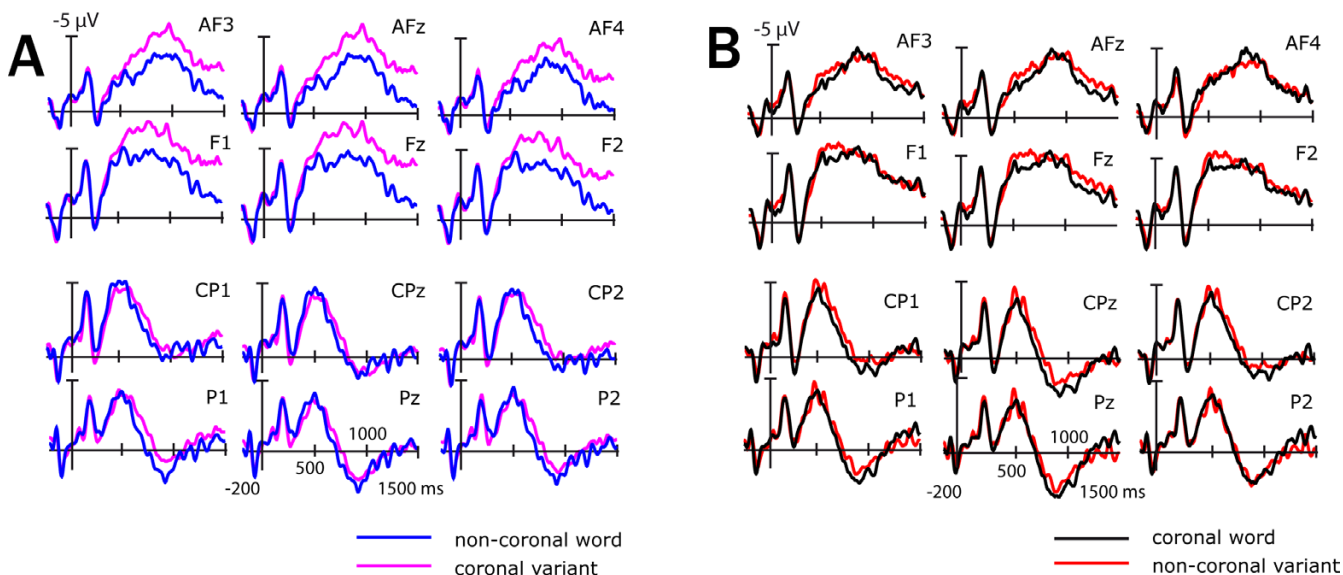 A
-5 µV
AF3
AFz
AF4
F1
Fz
F2
CP1
CPz
CP2
P1
Pz
P2
1000
500
-200
1500 ms
non-coronal word
coronal variant
B
-5 µV
AF3
AFz
AF4
F1
Fz
F2
CP1
CPz
CP2
P1
Pz
P2
1000
500
-200
1500 ms
coronal word
non-coronal variant